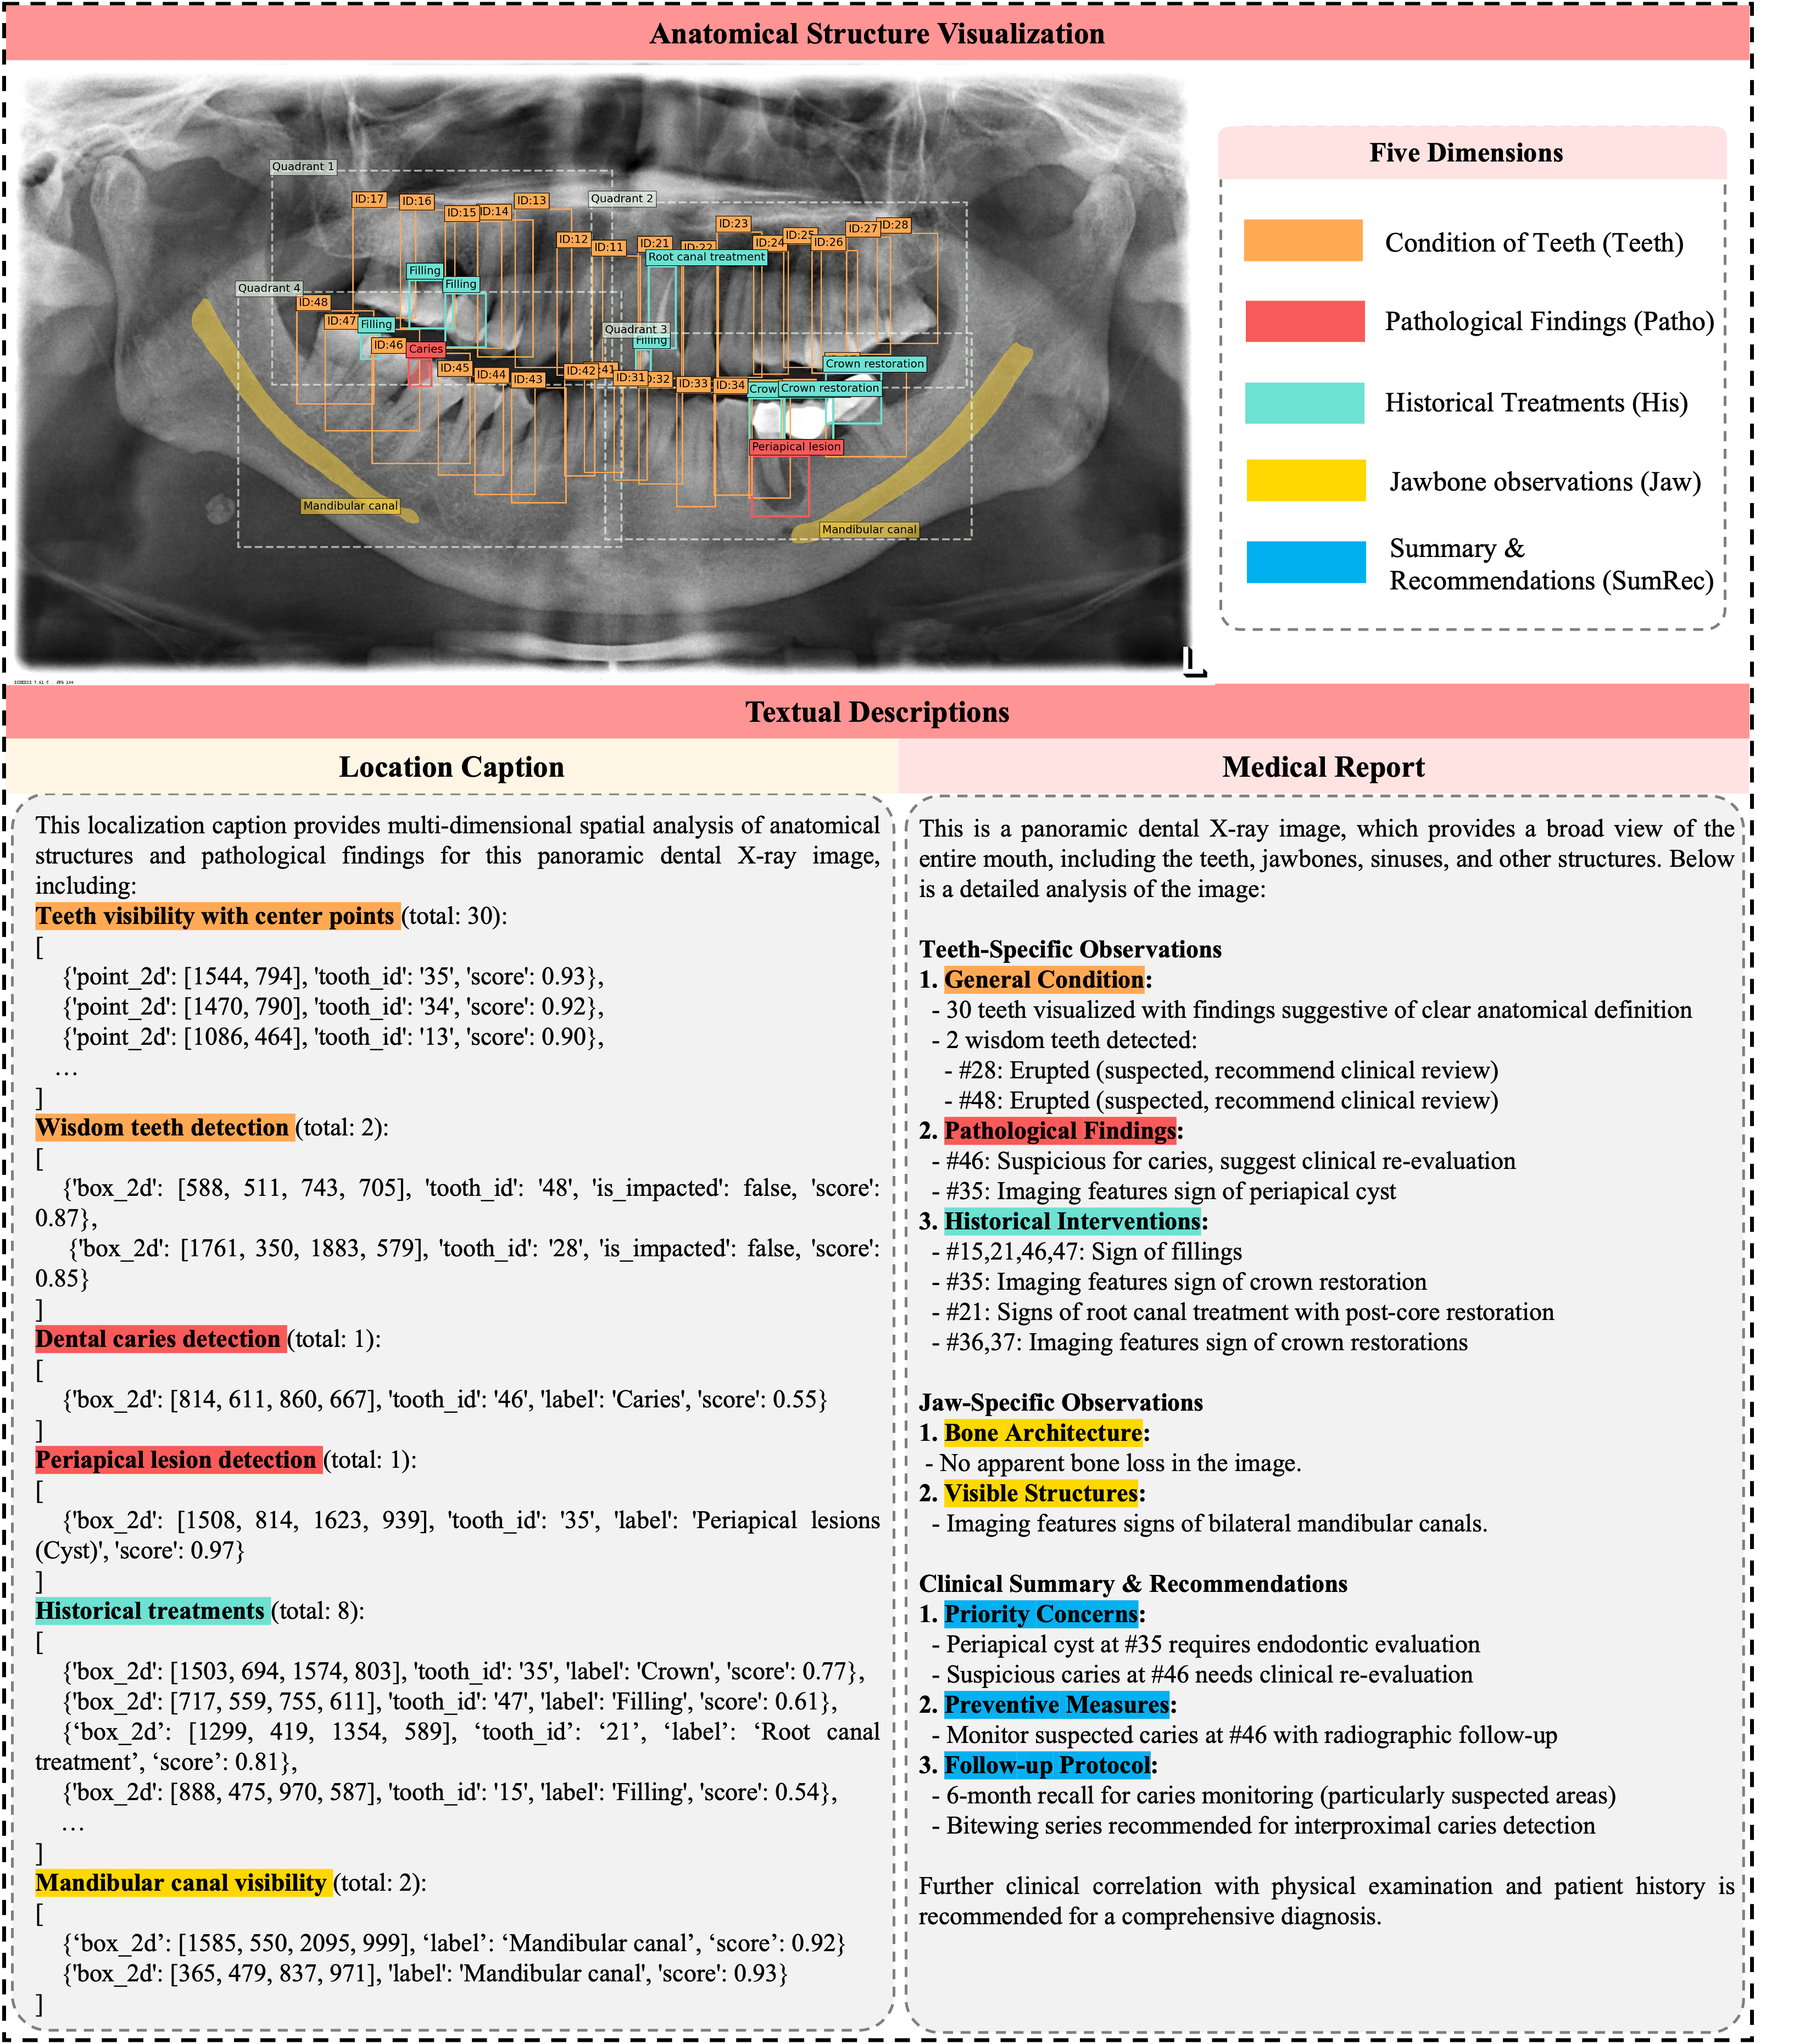 Anatomical Structure Visualization
Quadrant 1
Quadrant 2
ID:17
ID:16
ID:15
ID:14
ID:13
ID:12
ID:11
ID:21
ID:22
ID:23
ID:24
ID:25
ID:26
ID:27
ID:28
Root canal treatment
Filling
Filling
Quadrant 4
ID:48
ID:47
Filling
ID:46
Caries
Quadrant 3
Filling
ID:45
ID:44
ID:43
ID:42
:41
ID:31
ID:32
ID:33
ID:34
Crown restoration
Crow
Crown restoration
Periapical lesion
Mandibular canal
Mandibular canal
L
Five Dimensions
Condition of Teeth (Teeth)
Pathological Findings (Patho)
Historical Treatments (His)
Jawbone observations (Jaw)
Summary &
Recommendations (SumRec)
Textual Descriptions
Location Caption
This localization caption provides multi-dimensional spatial analysis of anatomical
structures and pathological findings for this panoramic dental X-ray image,
including:
Teeth visibility with center points (total: 30):
[
{'point_2d': [1544, 794], 'tooth_id': '35', 'score': 0.93},
{'point_2d': [1470, 790], 'tooth_id': '34', 'score': 0.92},
{'point_2d': [1086, 464], 'tooth_id': '13', 'score': 0.90},
…
]
Wisdom teeth detection (total: 2):
[
{'box_2d': [588, 511, 743, 705], 'tooth_id': '48', 'is_impacted': false, 'score':
0.87},
{'box_2d': [1761, 350, 1883, 579], 'tooth_id': '28', 'is_impacted': false, 'score':
0.85}
]
Dental caries detection (total: 1):
[
{'box_2d': [814, 611, 860, 667], 'tooth_id': '46', 'label': 'Caries', 'score': 0.55}
]
Periapical lesion detection (total: 1):
[
{'box_2d': [1508, 814, 1623, 939], 'tooth_id': '35', 'label': 'Periapical lesions
(Cyst)', 'score': 0.97}
]
Historical treatments (total: 8):
[
{'box_2d': [1503, 694, 1574, 803], 'tooth_id': '35', 'label': 'Crown', 'score': 0.77},
{'box_2d': [717, 559, 755, 611], 'tooth_id': '47', 'label': 'Filling', 'score': 0.61},
{‘box_2d’: [1299, 419, 1354, 589], ‘tooth_id’: ‘21’, ‘label’: ‘Root canal
treatment’, ‘score’: 0.81},
{'box_2d': [888, 475, 970, 587], 'tooth_id': '15', 'label': 'Filling', 'score': 0.54},
…
]
Mandibular canal visibility (total: 2):
[
{‘box_2d’: [1585, 550, 2095, 999], ‘label’: ‘Mandibular canal’, ‘score’: 0.92}
{'box_2d': [365, 479, 837, 971], 'label': 'Mandibular canal', 'score': 0.93}
]
Medical Report
This is a panoramic dental X-ray image, which provides a broad view of the
entire mouth, including the teeth, jawbones, sinuses, and other structures. Below
is a detailed analysis of the image:
Teeth-Specific Observations
1. General Condition:
- 30 teeth visualized with findings suggestive of clear anatomical definition
- 2 wisdom teeth detected:
- #28: Erupted (suspected, recommend clinical review)
- #48: Erupted (suspected, recommend clinical review)
2. Pathological Findings:
- #46: Suspicious for caries, suggest clinical re-evaluation
- #35: Imaging features sign of periapical cyst
3. Historical Interventions:
- #15,21,46,47: Sign of fillings
- #35: Imaging features sign of crown restoration
- #21: Signs of root canal treatment with post-core restoration
- #36,37: Imaging features sign of crown restorations
Jaw-Specific Observations
1. Bone Architecture:
- No apparent bone loss in the image.
2. Visible Structures:
- Imaging features signs of bilateral mandibular canals.
Clinical Summary & Recommendations
1. Priority Concerns:
- Periapical cyst at #35 requires endodontic evaluation
- Suspicious caries at #46 needs clinical re-evaluation
2. Preventive Measures:
- Monitor suspected caries at #46 with radiographic follow-up
3. Follow-up Protocol:
- 6-month recall for caries monitoring (particularly suspected areas)
- Bitewing series recommended for interproximal caries detection
Further clinical correlation with physical examination and patient history is
recommended for a comprehensive diagnosis.